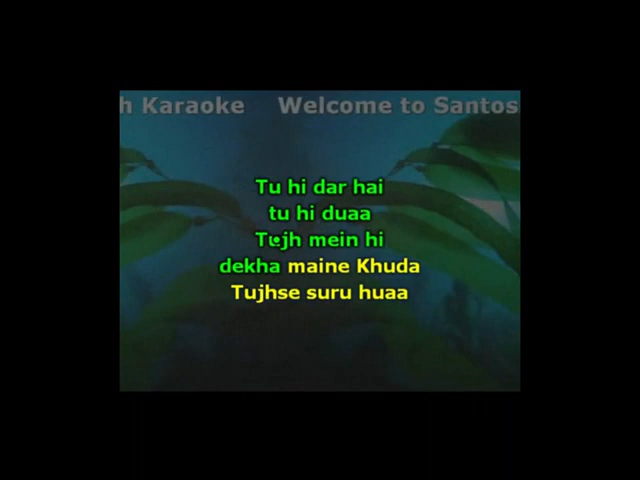 h Karaoke Welcome to Santos
Tu hi dar hai
tu hi duaa
Tujh mein hi
dekha maine Khuda
Tujhse suru huaa